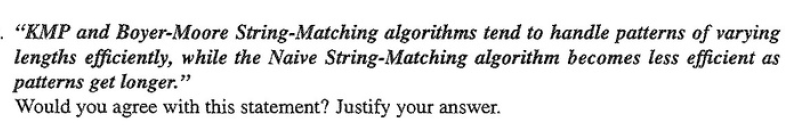 . “KMP and Boyer-Moore String-Matching algorithms tend to handle patterns of varying
lengths efficiently, while the Naive String-Matching algorithm becomes less efficient as
patterns get longer.”
Would you agree with this statement? Justify your answer.